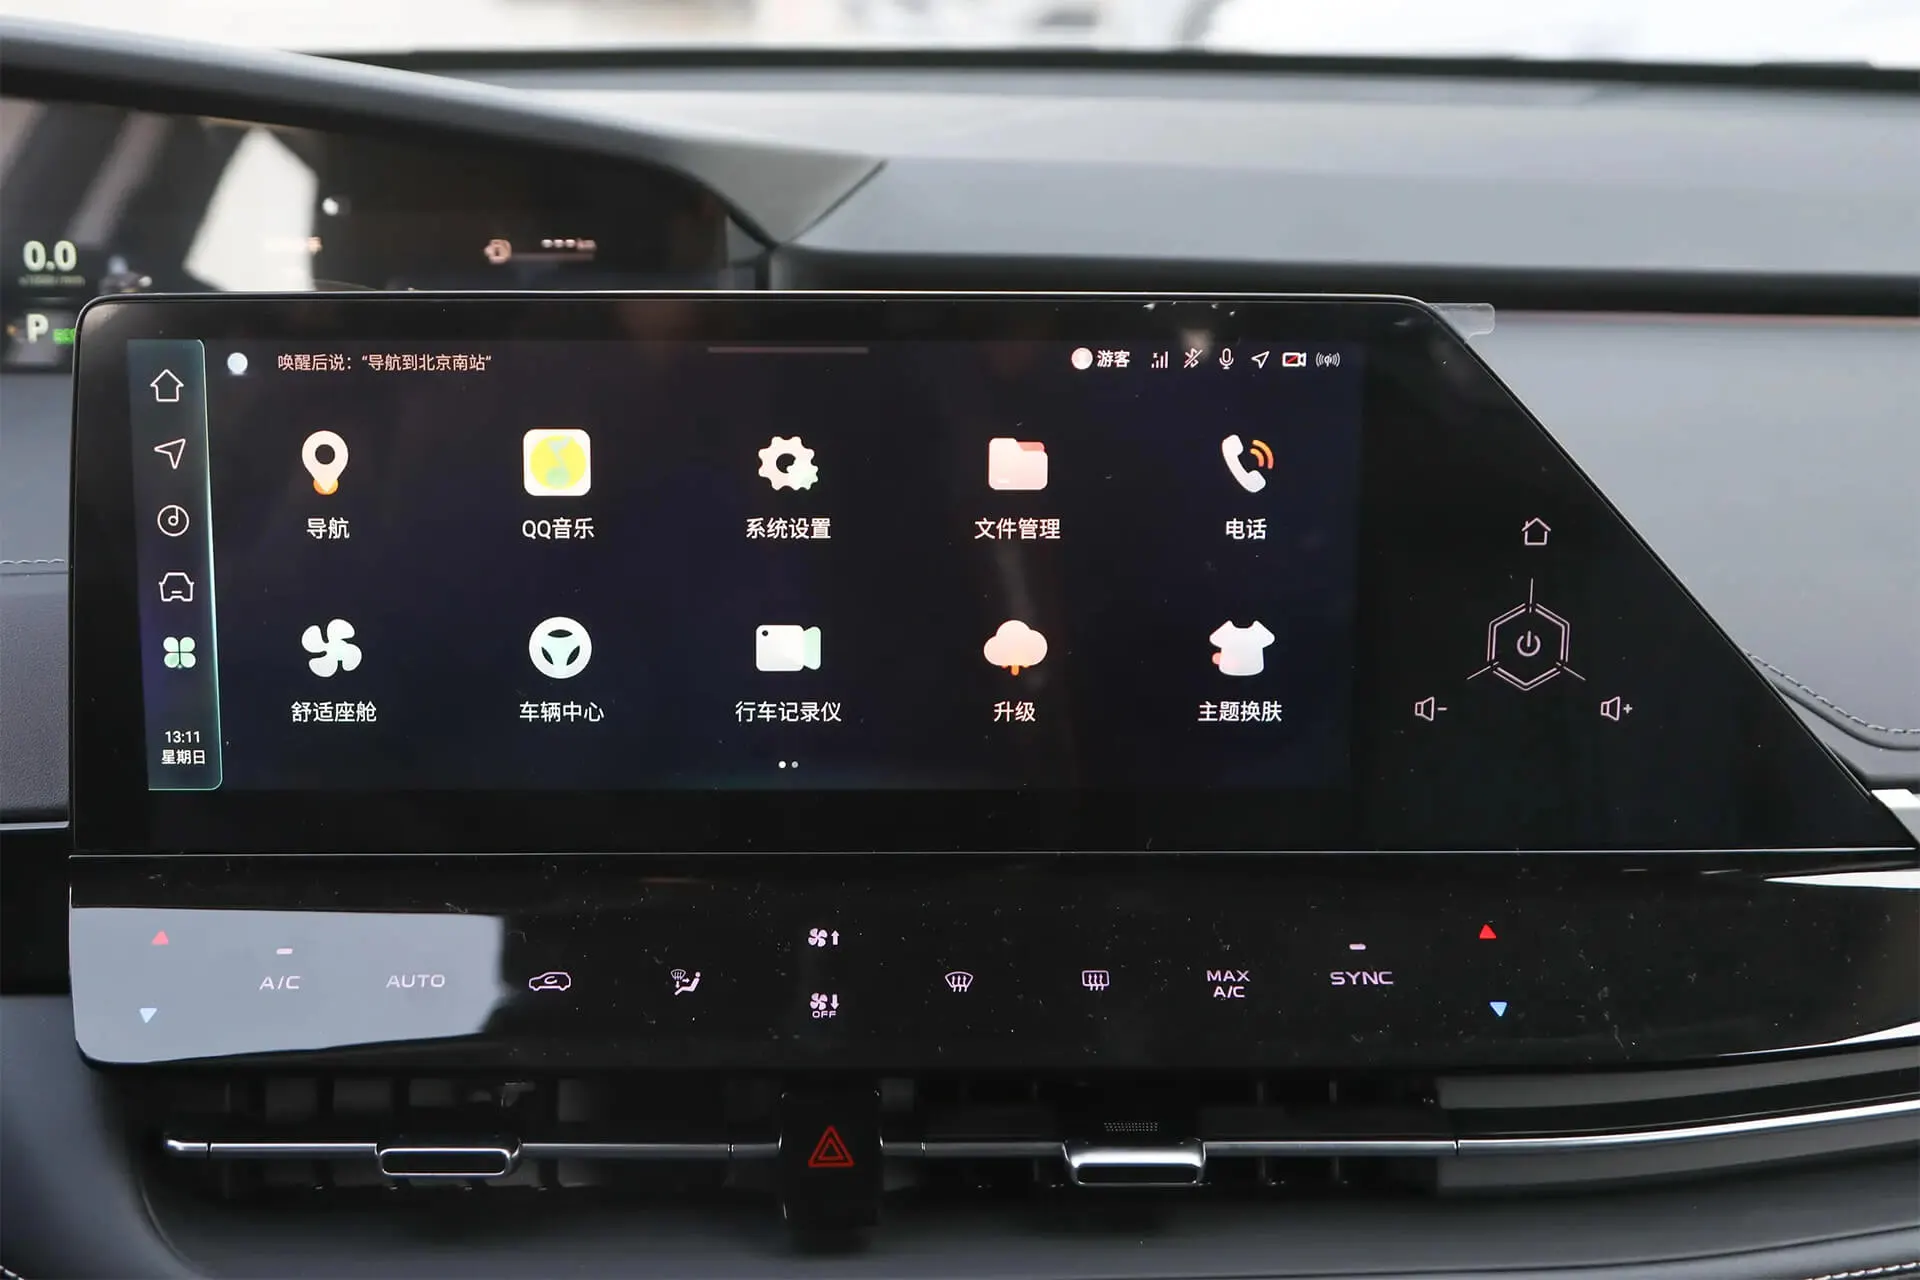 0.0
P
唤醒后说：“导航到北京南站”
游客
导航
QQ音乐
系统设置
文件管理
电话
舒适座舱
车辆中心
行车记录仪
升级
主题换肤
13:11
星期日
A/C
AUTO
OFF
MAX
A/C
SYNC